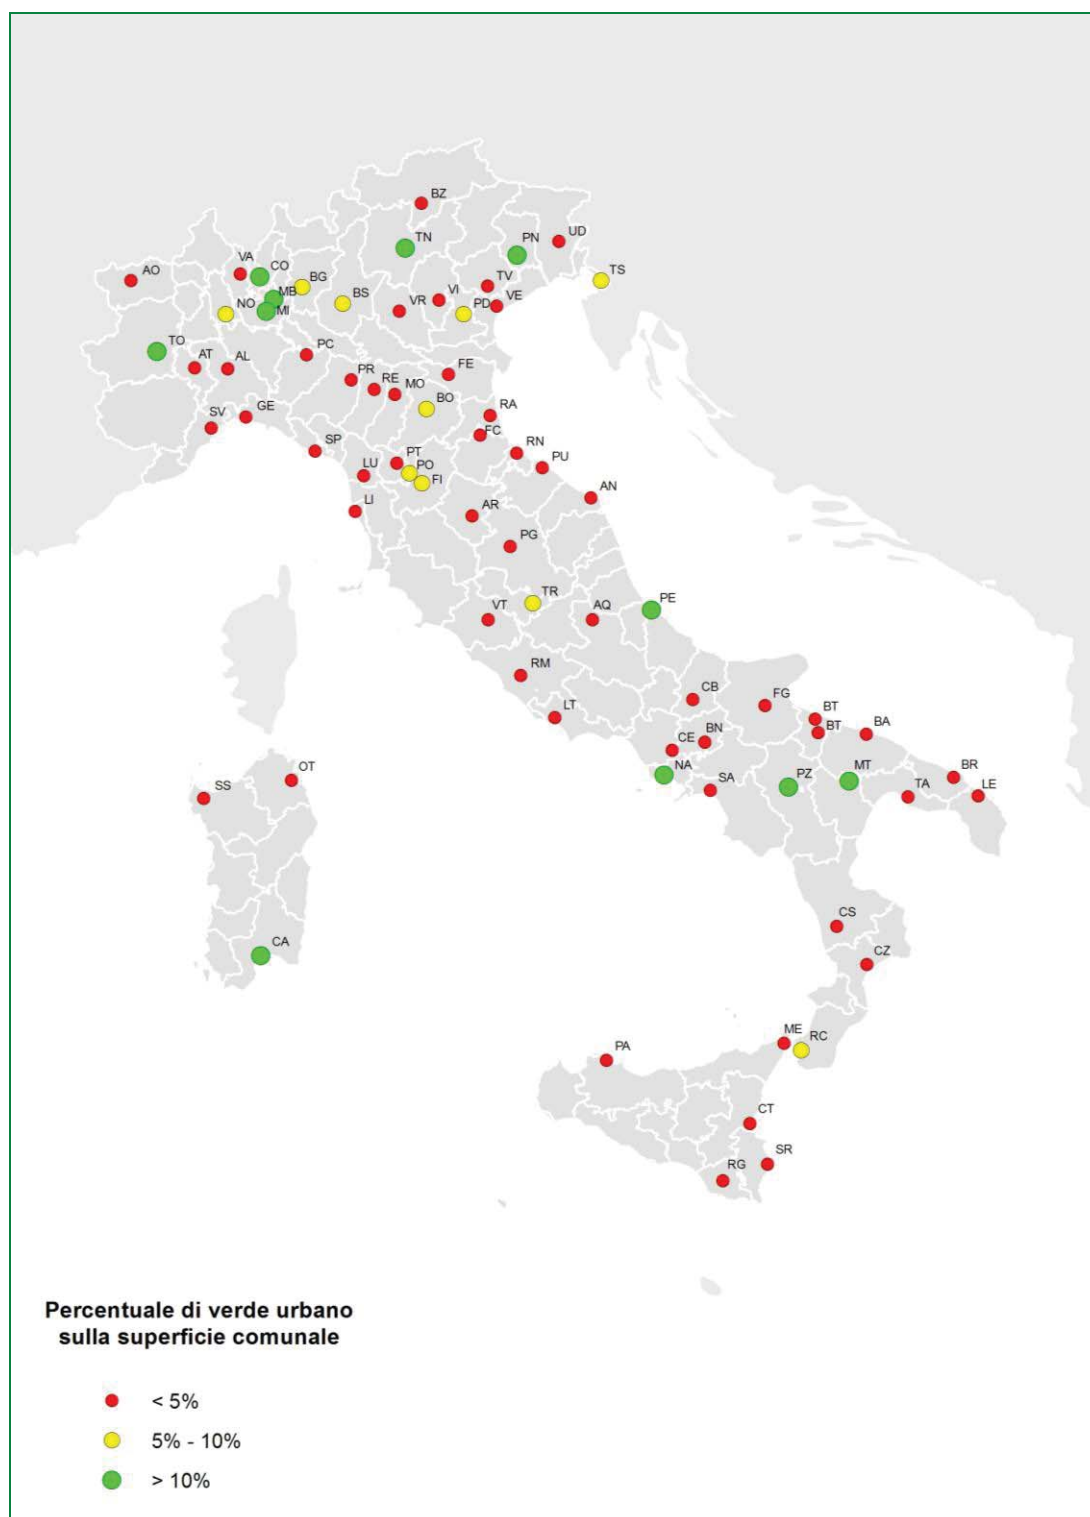 BZ
TN
PN
UD
VA
CO
AO
BG
TS
MB
BS
TV
NO
MI
VR
VI
PD
VE
TO
AT
AL
PC
PR
RE
MO
FE
BO
SV
GE
RA
FC
SP
RN
PT
PU
LU
PO
FI
LI
AR
AN
PG
TR
VT
AQ
PE
RM
LT
CB
FG
BT
BT
BA
CE
BN
NA
SA
PZ
MT
TA
BR
LE
OT
SS
CA
CS
CZ
ME
RC
PA
CT
SR
RG
Percentuale di verde urbano
sulla superficie comunale
< 5%
5% - 10%
> 10%